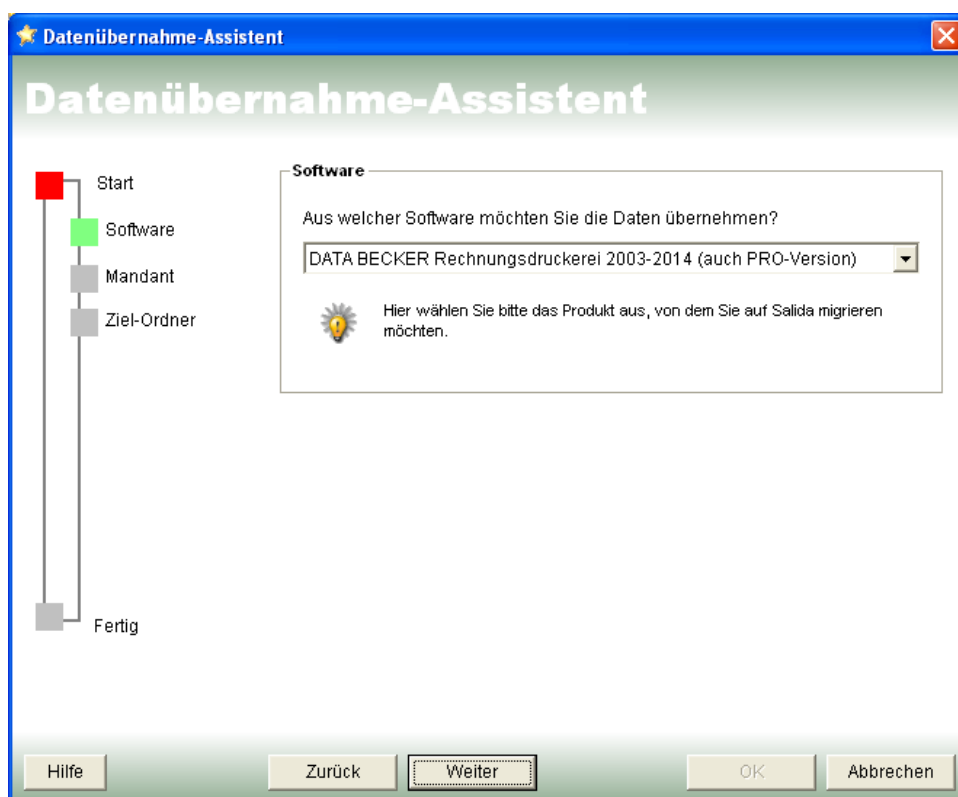 Datenübernahme-Assistent
Datenübernahme-Assistent
Start
Software
Mandant
Ziel-Ordner
Fertig
Software
Aus welcher Software möchten Sie die Daten übernehmen?
DATA BECKER Rechnungsdruckerei 2003-2014 (auch PRO-Version)
Hier wählen Sie bitte das Produkt aus, von dem Sie auf Salida migrieren
möchten.
Hilfe
Zurück
Weiter
OK
Abbrechen